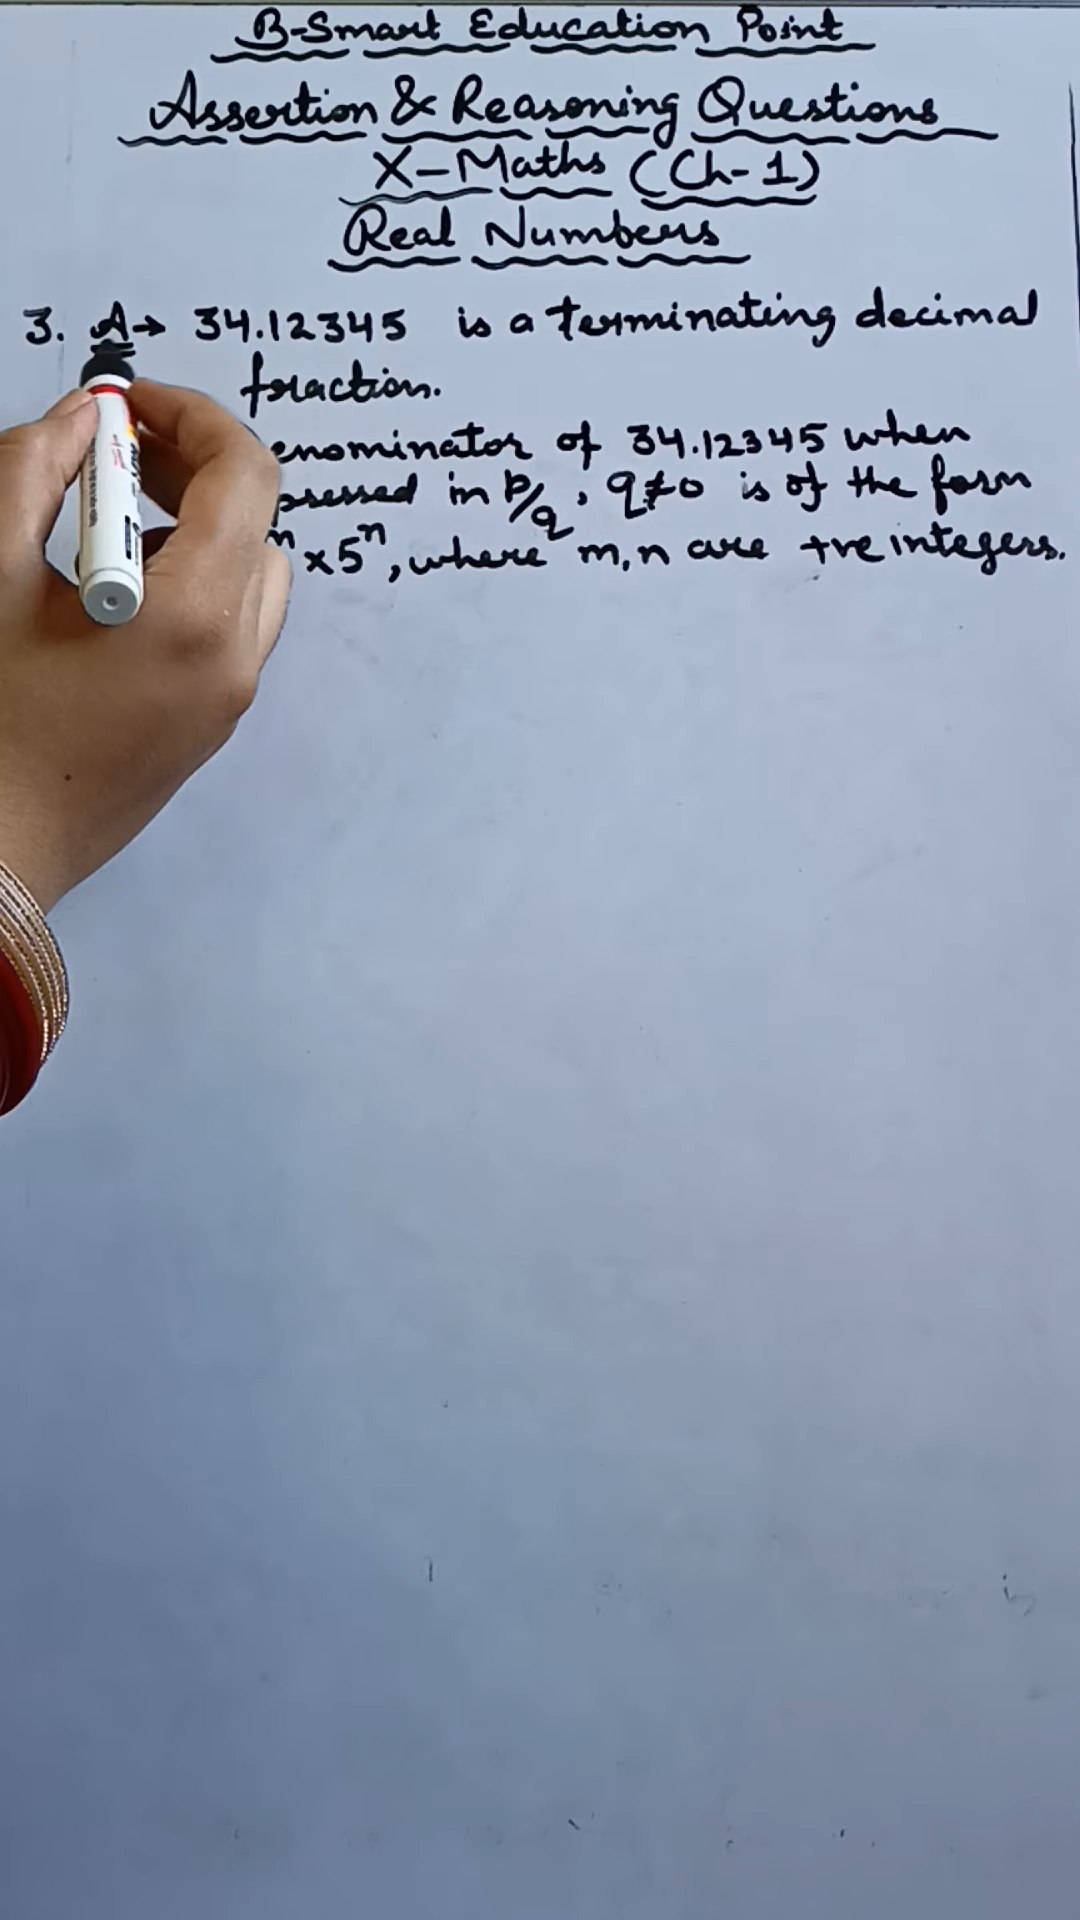 B-Smart Education Point
Assertion & Reasoning Questions
X-Maths (Ch-1)
Real Numbers
3. A→ 34.12345 is a terminating decimal
fraction.
enominator of 34.12345 when
pressed in p/q, q≠0 is of the form
x5ⁿ, where m,n are +ve integers.